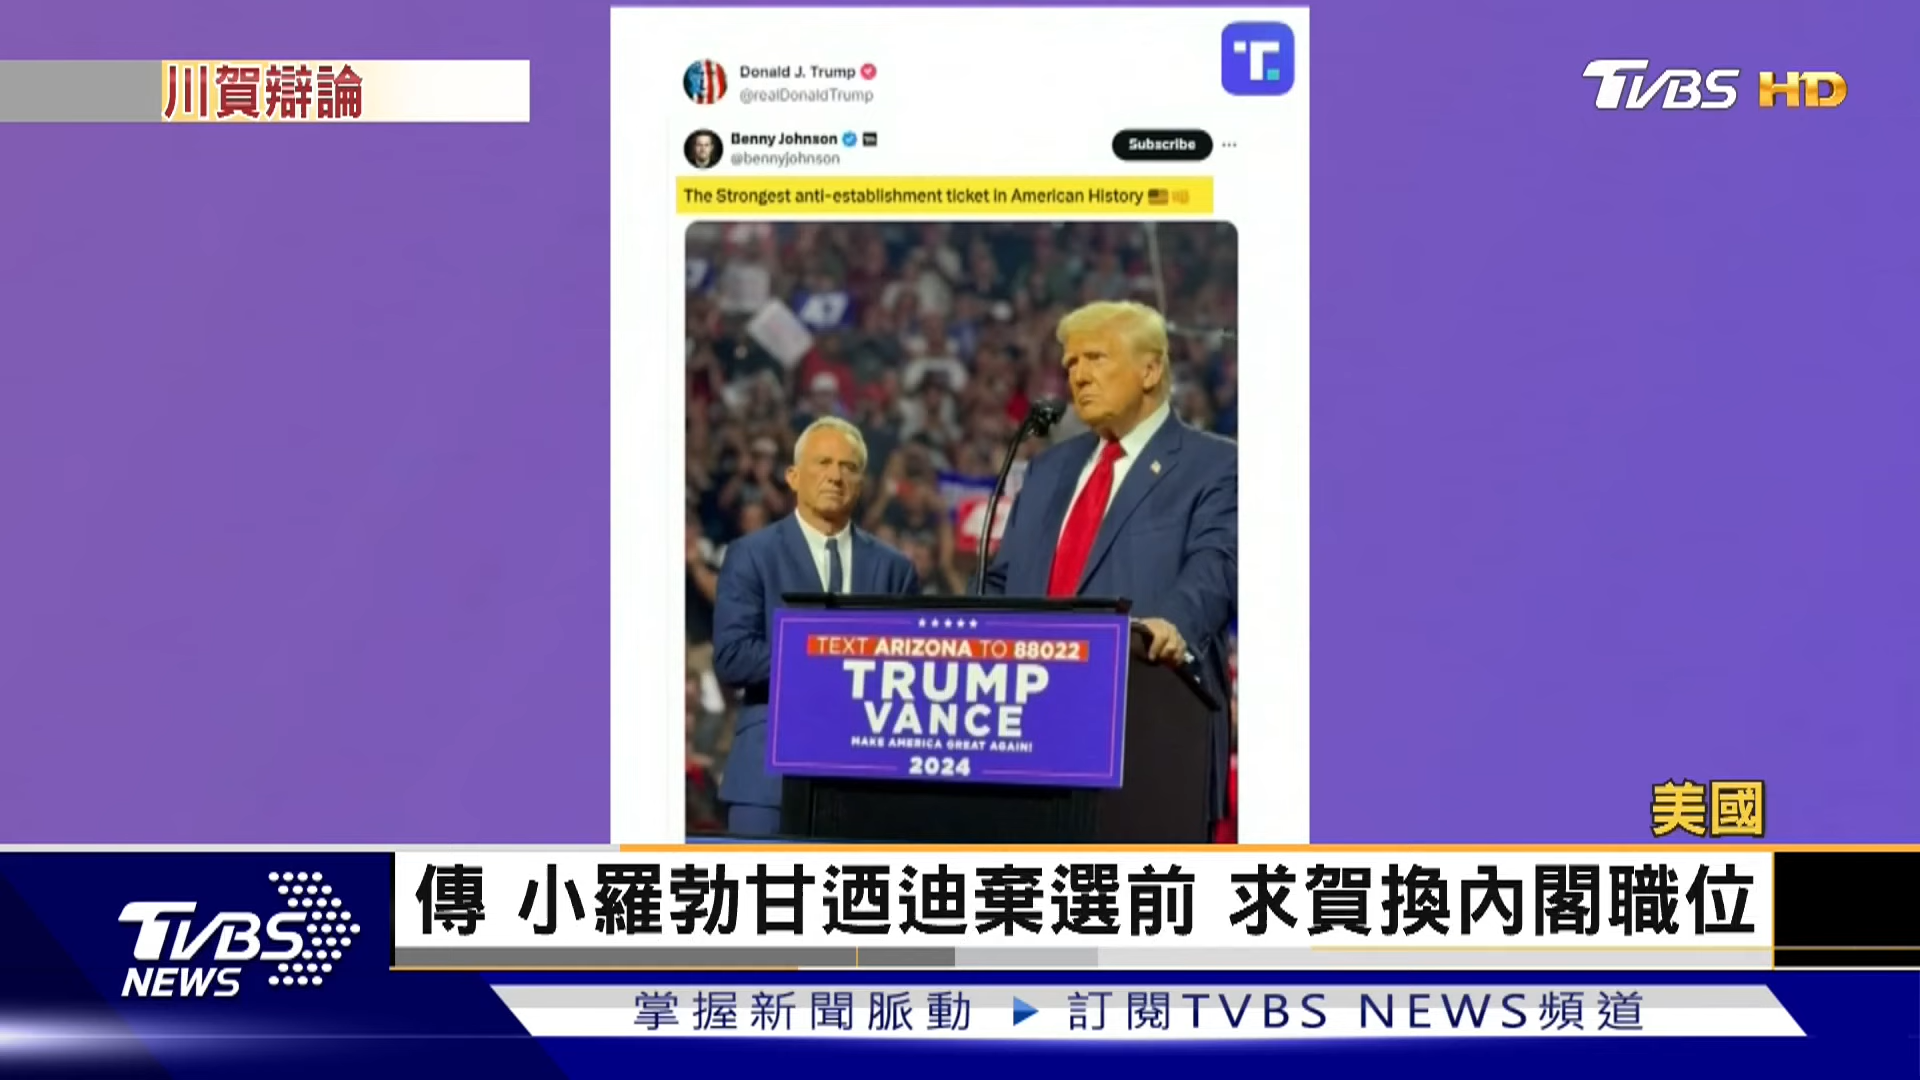 川賀辯論
TVBS HD
Donald J. Trump
@realDonaldTrump
T.
Benny Johnson
@bennyjohnson
Subscribe
The Strongest anti-establishment ticket in American History
47
TEXT ARIZONA TO 88022
TRUMP
VANCE
MAKE AMERICA GREAT AGAIN!
2024
美國
傳 小羅勃甘迺迪棄選前 求賀換內閣職位
TVBS
NEWS
掌握新聞脈動 ▶ 訂閱TVBS NEWS頻道